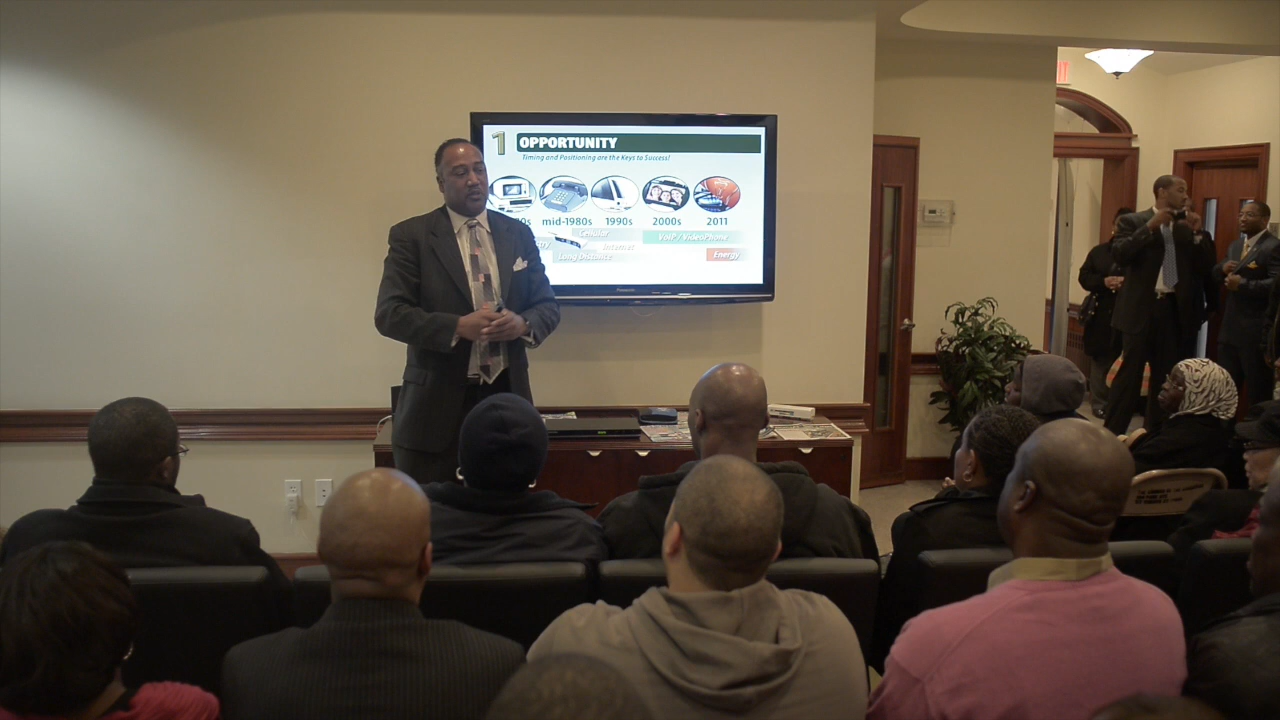 1 OPPORTUNITY
Timing and Positioning are the Keys to Success!
mid-1980s 1990s 2000s 2011
Cellular VoIP / VideoPhone
Internet
Long Distance Energy
Panasonic